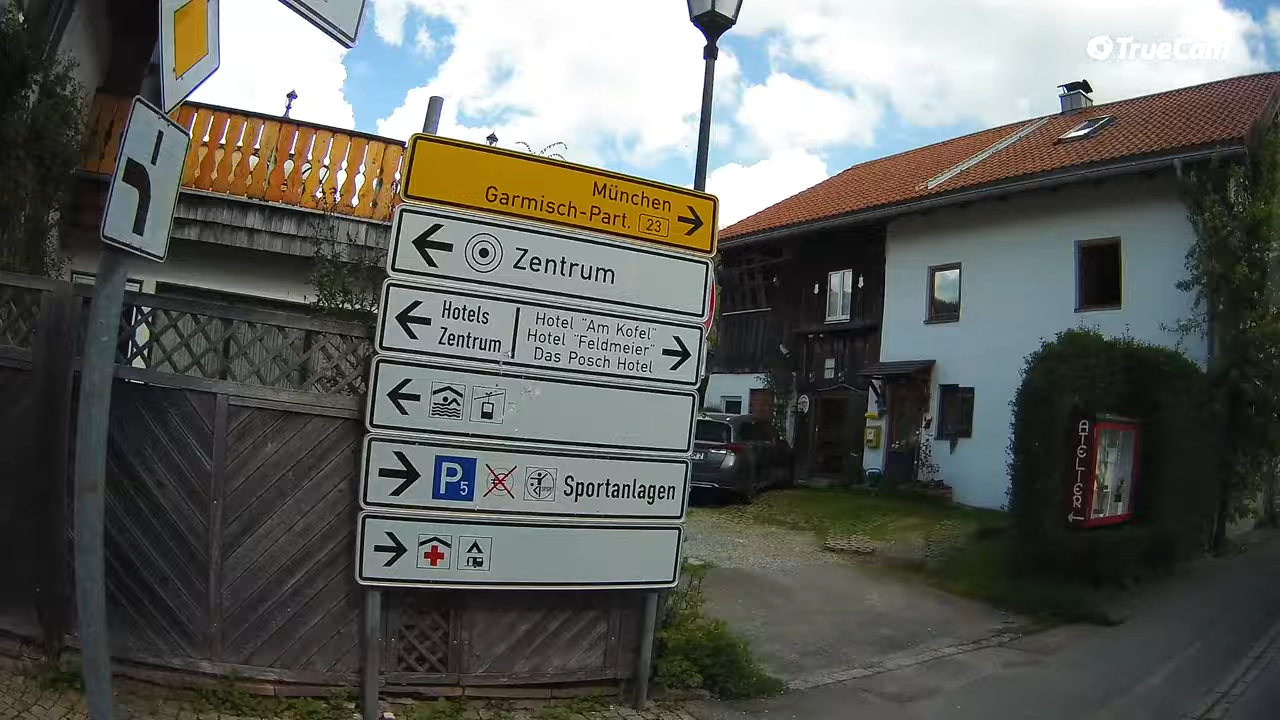 TrueCam
München
Garmisch-Part. 23
Zentrum
Hotels
Zentrum
Hotel "Am Kofel"
Hotel "Feldmeier"
Das Posch Hotel
P5
Sportanlagen
ATELIER